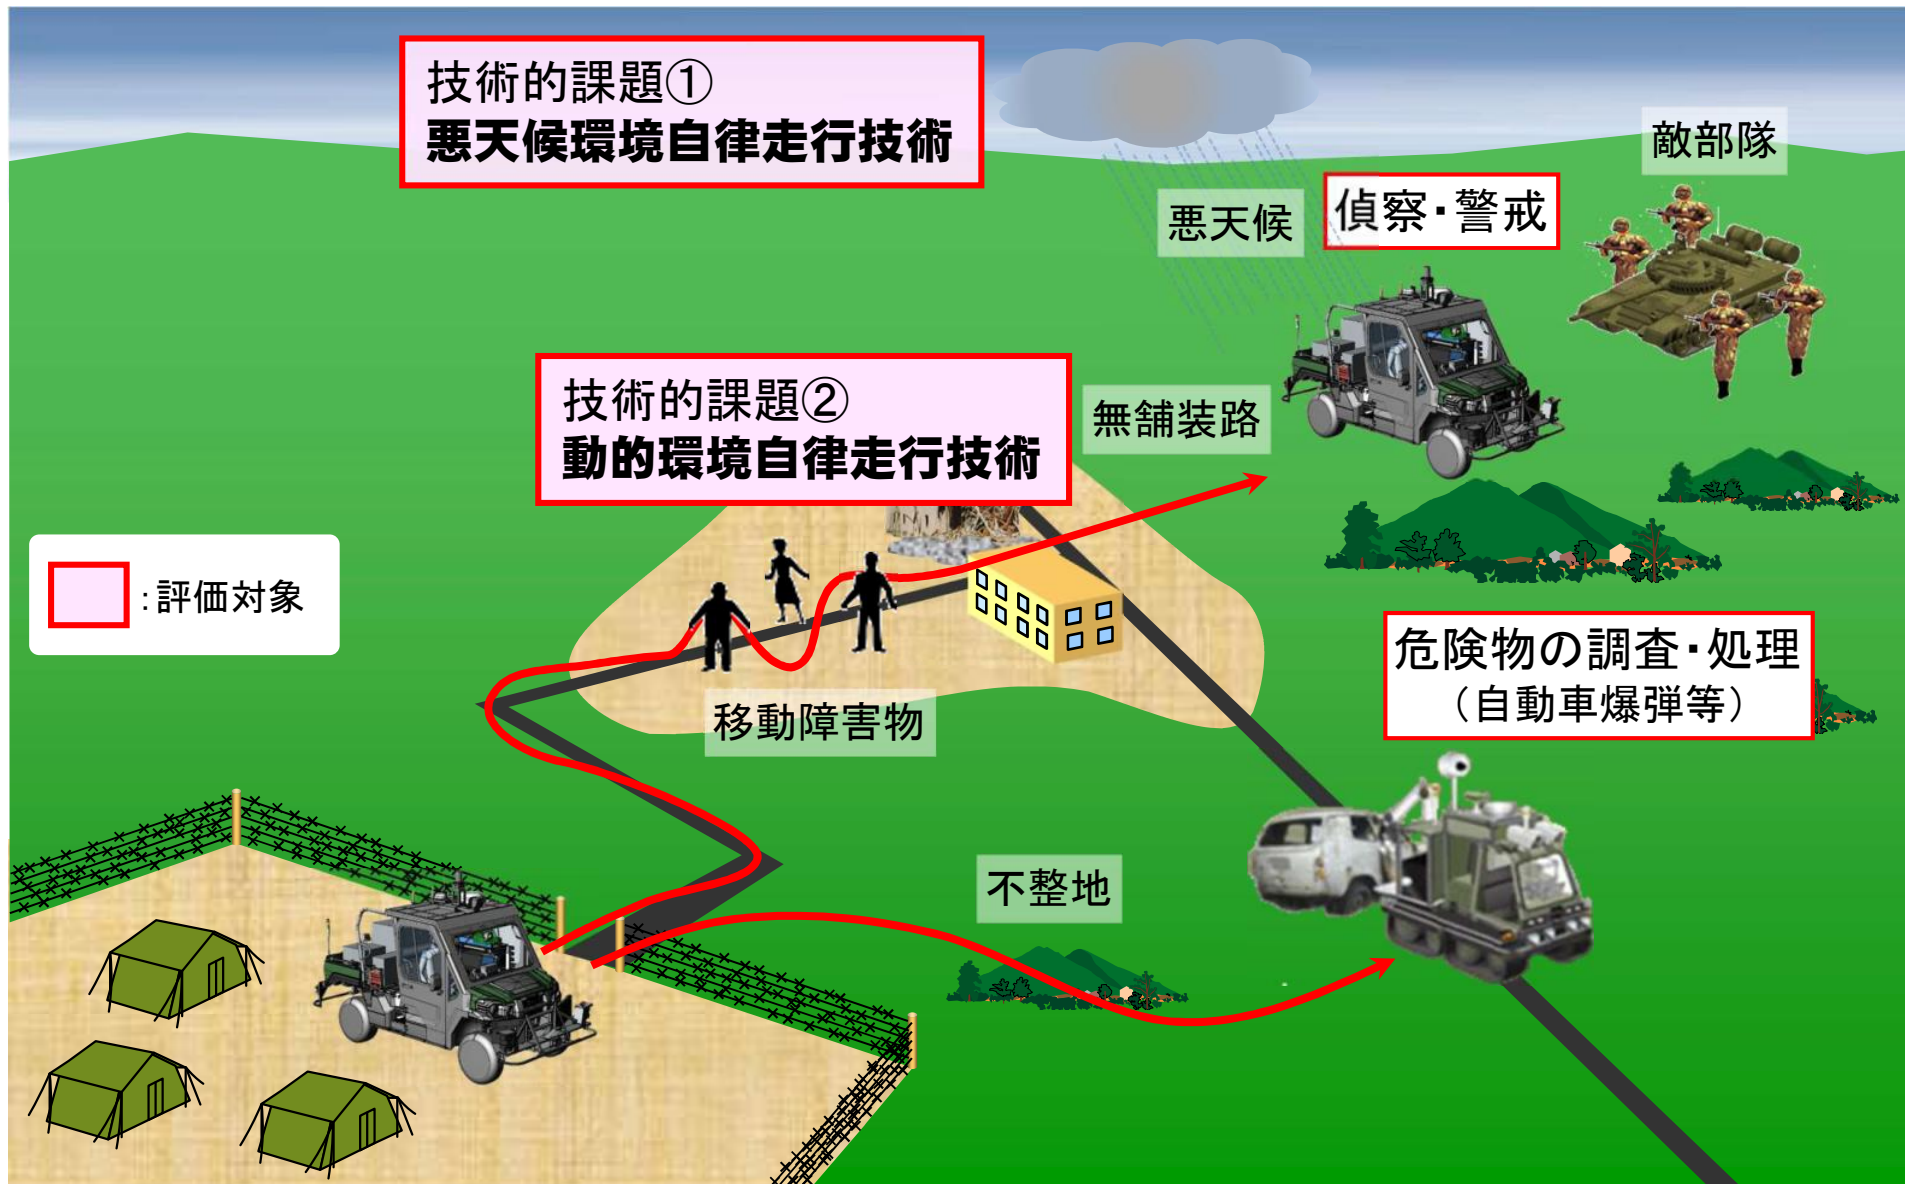 技術的課題①
悪天候環境自律走行技術
敵部隊
悪天候
偵察・警戒
技術的課題②
動的環境自律走行技術
無舗装路
：評価対象
移動障害物
危険物の調査・処理
（自動車爆弾等）
不整地